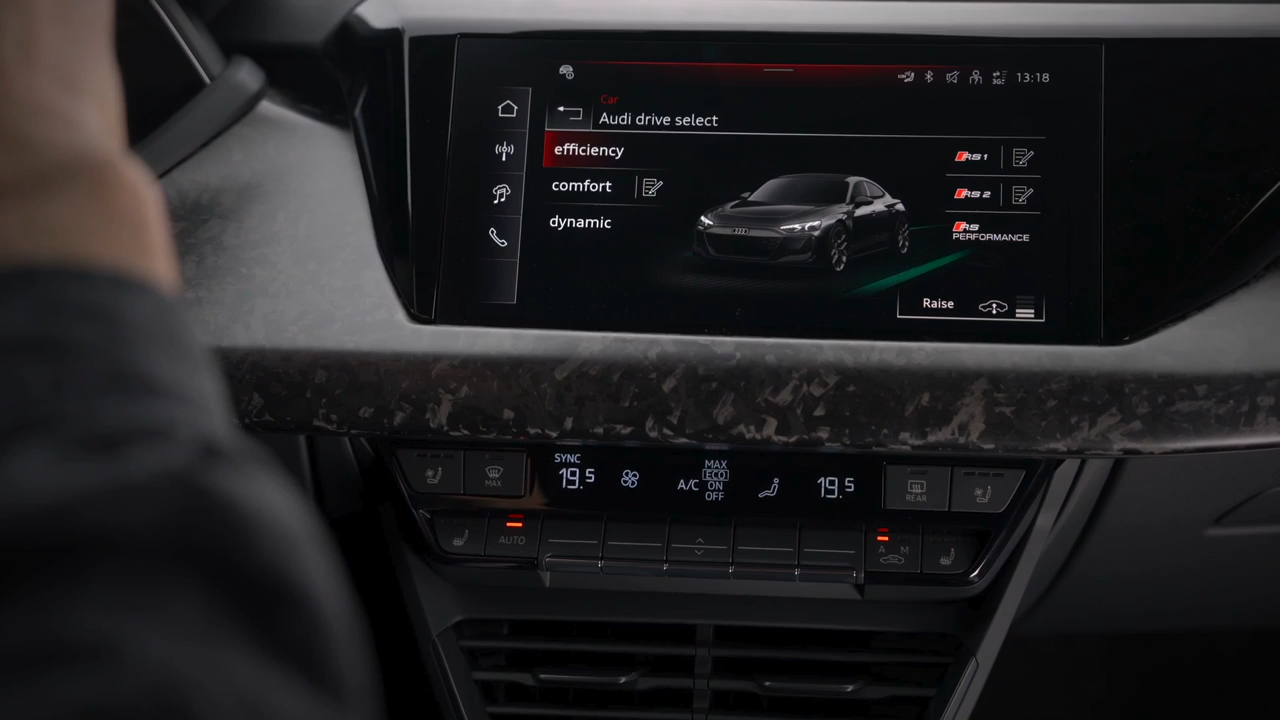 3G
13:18
Car
Audi drive select
efficiency
comfort
dynamic
RS 1
RS 2
RS
PERFORMANCE
Raise
SYNC
19.5
A/C
MAX
ECO
ON
OFF
19.5
MAX
REAR
AUTO
A M